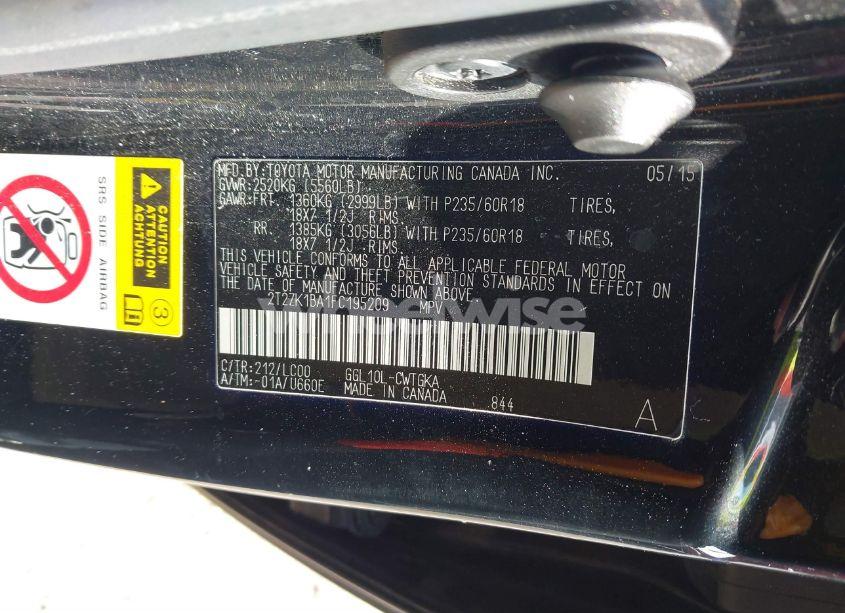 MFD.BY:TOYOTA MOTOR MANUFACTURING CANADA INC. 05/15
GVWR:2520KG (5560LB)
GAWR:FRT. 1360KG (2999LB) WITH P235/60R18 TIRES,
18X7 1/2J RIMS.
RR. 1385KG (3056LB) WITH P235/60R18 TIRES,
18X7 1/2J RIMS.
THIS VEHICLE CONFORMS TO ALL APPLICABLE FEDERAL MOTOR
VEHICLE SAFETY AND THEFT PREVENTION STANDARDS IN EFFECT ON
THE DATE OF MANUFACTURE SHOWN ABOVE.
2T2ZK1BA1FC195209 MPV
wheelwise
C/TR:212/LC00 GGL10L-CWTGKA
A/TM:-01A/U660E MADE IN CANADA 844
A
SRS SIDE AIRBAG
CAUTION
ATTENTION
ACHTUNG
3